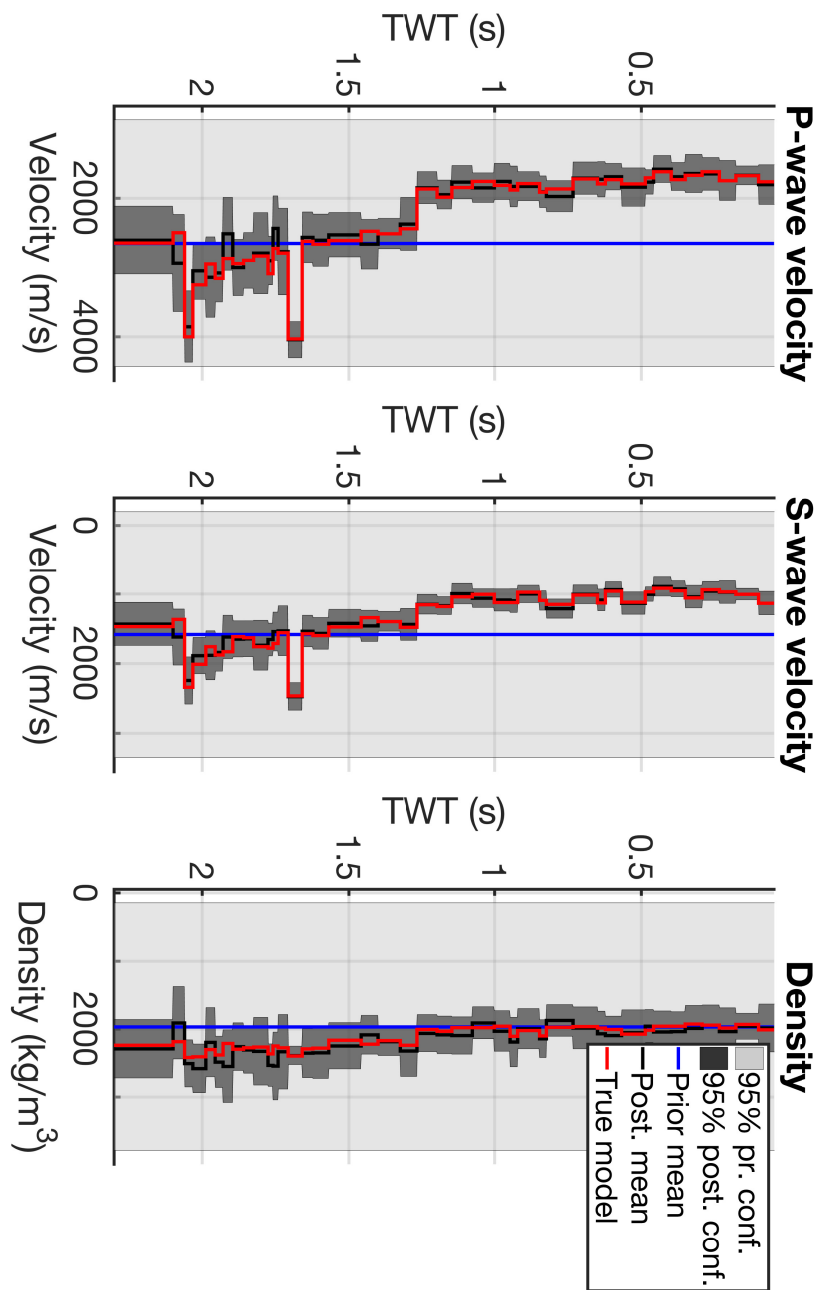 P-wave velocity
TWT (s)
0.5
1
1.5
2
2000
4000
Velocity (m/s)
S-wave velocity
TWT (s)
0.5
1
1.5
2
0
2000
Velocity (m/s)
Density
TWT (s)
0.5
1
1.5
2
0
2000
Density (kg/m³)
95% pr. conf.
95% post. conf.
Prior mean
Post. mean
True model